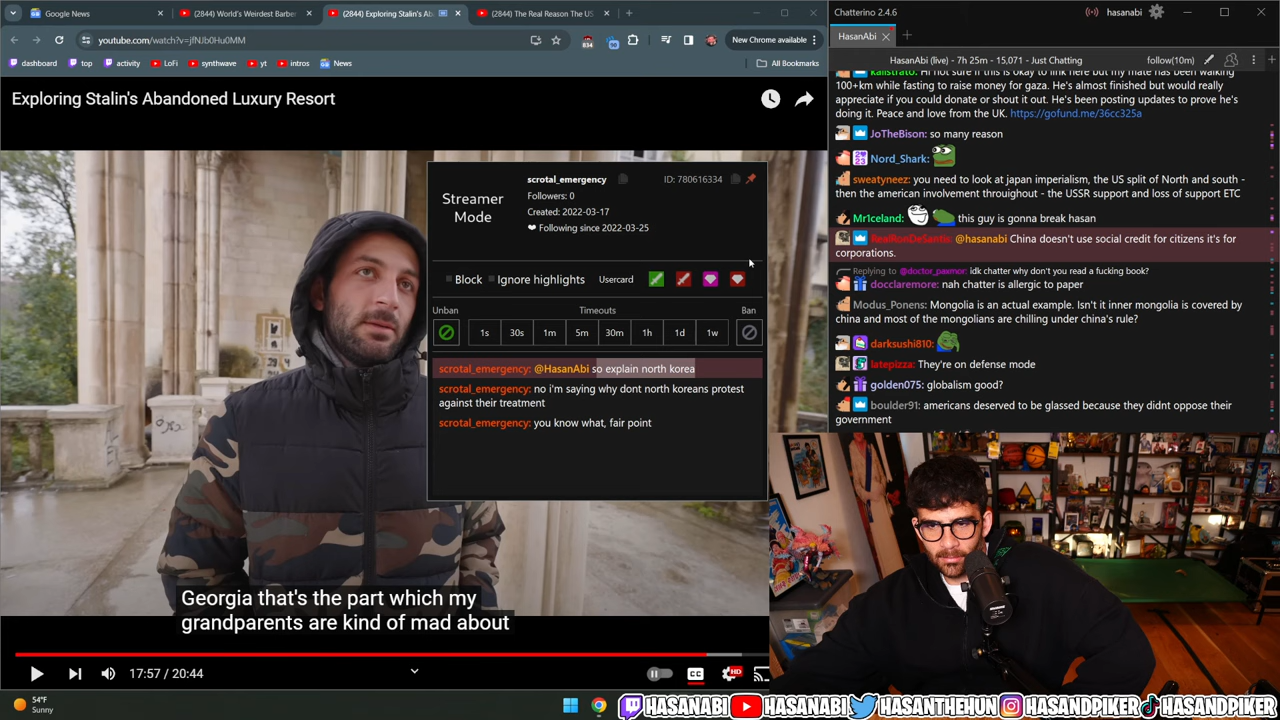 Google News
(2844) World's Weirdest Barbe
(2844) Exploring Stalin's Ab
(2844) The Real Reason The US
Chatterino 2.4.6
hasanabi
youtube.com/watch?v=jfNJb0Hu0MM
834
10
New Chrome available
HasanAbi
dashboard
top
activity
LoFi
synthwave
yt
intros
News
All Bookmarks
HasanAbi (live) - 7h 25m - 15,071 - Just Chatting
follow(10m)
Exploring Stalin's Abandoned Luxury Resort
kallistrato: Hi not sure if this is okay to link here but my mate has been walking
100+km while fasting to raise money for gaza. He's almost finished but would really
appreciate if you could donate or shout it out. He's been posting updates to prove he's
doing it. Peace and love from the UK. https://gofund.me/36cc325a
JoTheBison: so many reason
Nord_Shark:
sweatyneez: you need to look at japan imperialism, the US split of North and south -
then the american involvement throughout - the USSR support and loss of support ETC
Mr1celand: this guy is gonna break hasan
RealRonDeSantis: @hasanabi China doesn't use social credit for citizens it's for
corporations.
Replying to @doctor_paxmor: idk chatter why don't you read a fucking book?
docclaremore: nah chatter is allergic to paper
Modus_Ponens: Mongolia is an actual example. Isn't it inner mongolia is covered by
china and most of the mongolians are chilling under china's rule?
darksushi810:
latepizza: They're on defense mode
golden075: globalism good?
boulder91: americans deserved to be glassed because they didnt oppose their
government
Streamer
Mode
scrotal_emergency
ID: 780616334
Followers: 0
Created: 2022-03-17
❤ Following since 2022-03-25
Block
Ignore highlights
Usercard
Unban
Timeouts
Ban
1s
30s
1m
5m
30m
1h
1d
1w
scrotal_emergency: @HasanAbi so explain north korea
scrotal_emergency: no i'm saying why dont north koreans protest
against their treatment
scrotal_emergency: you know what, fair point
Georgia that's the part which my
grandparents are kind of mad about
17:57 / 20:44
CC
HD
54°F
Sunny
HASANABI
HASANABI
HASANTHEHUN
HASANDPIKER
HASANDPIKER